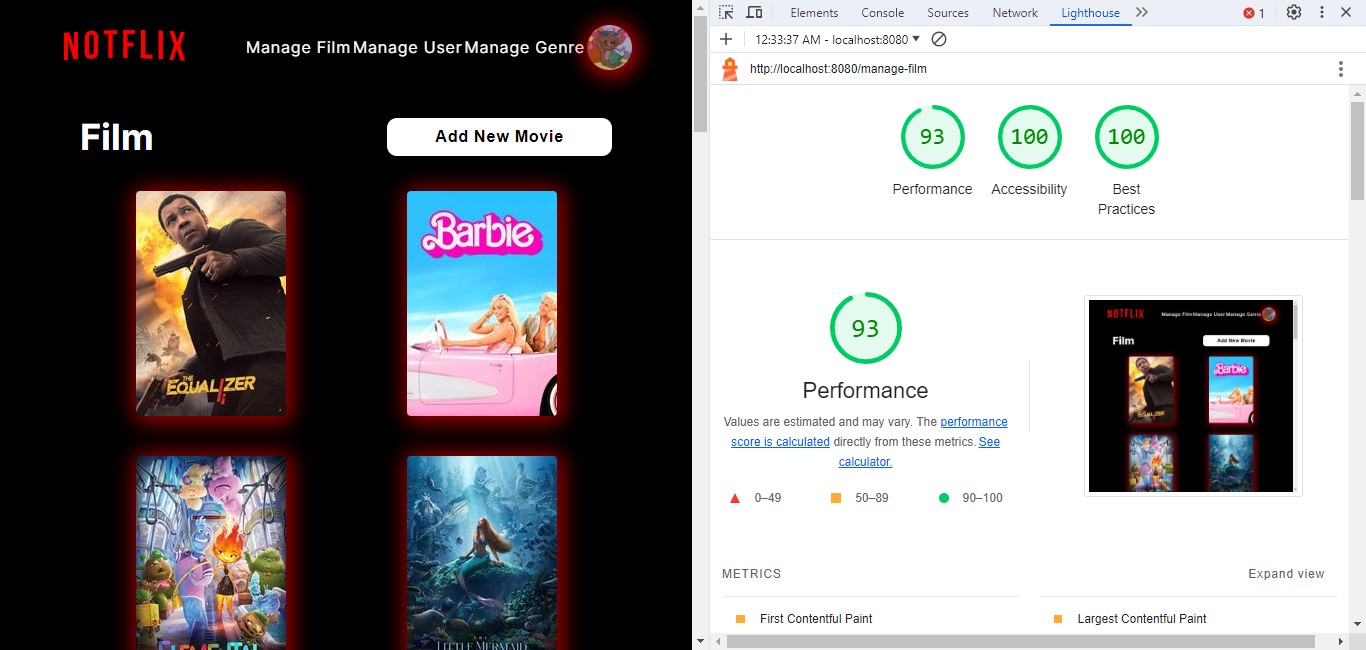 NOTFLIX
Manage Film Manage User Manage Genre
Film
Add New Movie
THE
EQUALIZER
II
Barbie
ELEMENTAL
THE
LITTLE MERMAID
Elements Console Sources Network Lighthouse 1
12:33:37 AM - localhost:8080
http://localhost:8080/manage-film
93 100 100
Performance Accessibility Best
Practices
93
Performance
Values are estimated and may vary. The performance
score is calculated directly from these metrics. See
calculator.
0–49 50–89 90–100
NOTFLIX
Manage Film Manage User Manage Genre
Film
Add New Movie
Barbie
EQUALIZER
METRICS
Expand view
First Contentful Paint
Largest Contentful Paint